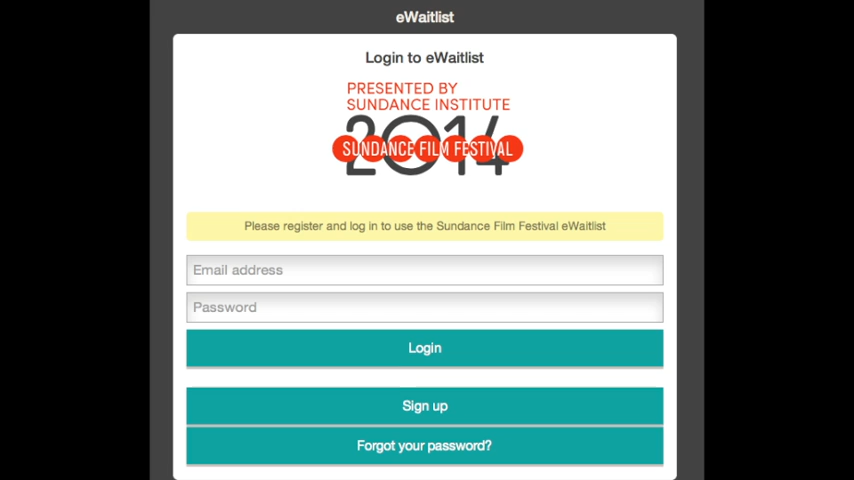 eWaitlist
Login to eWaitlist
PRESENTED BY
SUNDANCE INSTITUTE
2014
SUNDANCE FILM FESTIVAL
Please register and log in to use the Sundance Film Festival eWaitlist
Email address
Password
Login
Sign up
Forgot your password?